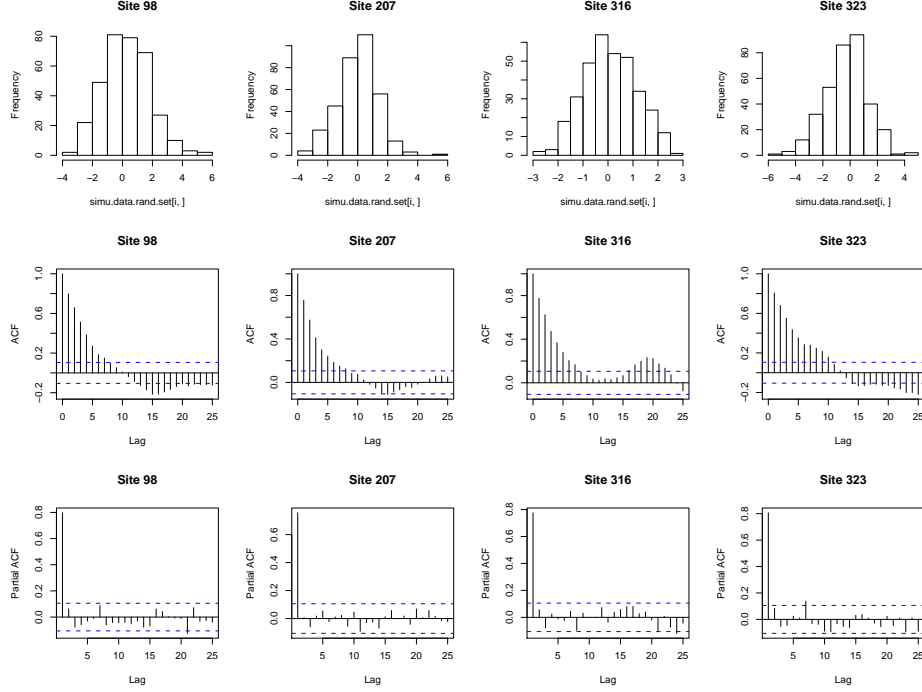 Site 98
Site 207
Site 316
Site 323
Frequency
0 20 40 60 80
−4 −2 0 2 4 6
simu.data.rand.set[i, ]
Frequency
0 20 40 60 80
−4 −2 0 2 4 6
simu.data.rand.set[i, ]
Frequency
0 10 30 50
−3 −2 −1 0 1 2 3
simu.data.rand.set[i, ]
Frequency
0 20 40 60 80
−6 −4 −2 0 2 4
simu.data.rand.set[i, ]
Site 98
Site 207
Site 316
Site 323
ACF
−0.2 0.2 0.6 1.0
0 5 10 15 20 25
Lag
ACF
0.0 0.4 0.8
0 5 10 15 20 25
Lag
ACF
0.0 0.4 0.8
0 5 10 15 20 25
Lag
ACF
−0.2 0.2 0.6 1.0
0 5 10 15 20 25
Lag
Site 98
Site 207
Site 316
Site 323
Partial ACF
0.0 0.2 0.4 0.6 0.8
5 10 15 20 25
Lag
Partial ACF
0.0 0.2 0.4 0.6
5 10 15 20 25
Lag
Partial ACF
0.0 0.2 0.4 0.6 0.8
5 10 15 20 25
Lag
Partial ACF
0.0 0.2 0.4 0.6 0.8
5 10 15 20 25
Lag